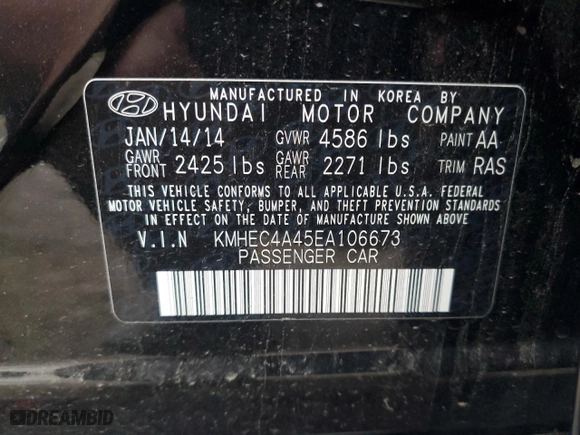 MANUFACTURED IN KOREA BY
HYUNDAI MOTOR COMPANY
JAN/14/14 GVWR 4586 lbs PAINT AA
GAWR FRONT 2425 lbs GAWR REAR 2271 lbs TRIM RAS
THIS VEHICLE CONFORMS TO ALL APPLICABLE U.S.A. FEDERAL
MOTOR VEHICLE SAFETY, BUMPER, AND THEFT PREVENTION STANDARDS
IN EFFECT ON THE DATE OF MANUFACTURE SHOWN ABOVE
V.I.N KMHEC4A45EA106673
PASSENGER CAR
DREAMBID